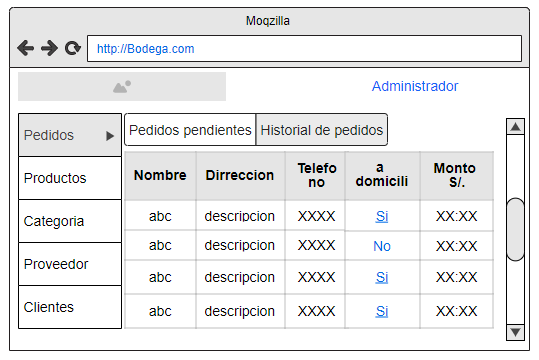 Moqzilla
http://Bodega.com
Administrador
Pedidos
Productos
Categoria
Proveedor
Clientes
Pedidos pendientes Historial de pedidos
Nombre Dirreccion Telefo no a domicili Monto S/.
abc descripcion XXXX Si XX:XX
abc descripcion XXXX No XX:XX
abc descripcion XXXX Si XX:XX
abc descripcion XXXX Si XX:XX